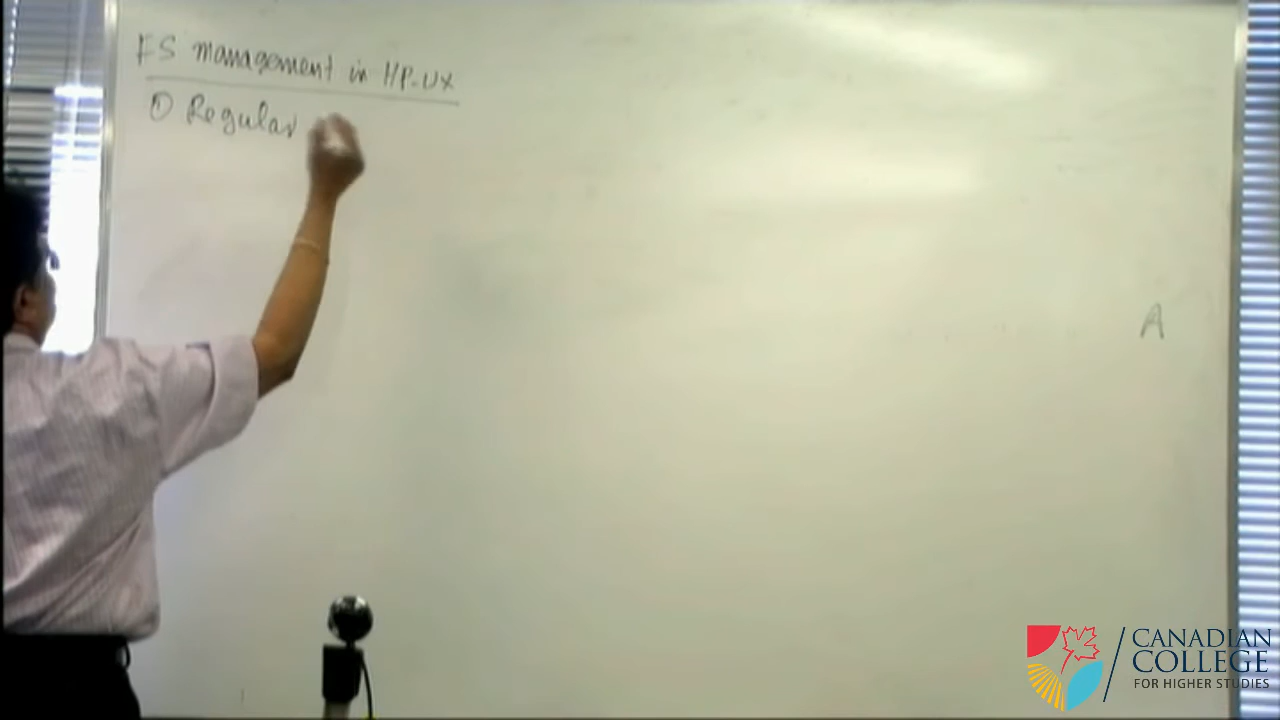 FS management in HP-UX
① Regular
A
CANADIAN
COLLEGE
FOR HIGHER STUDIES